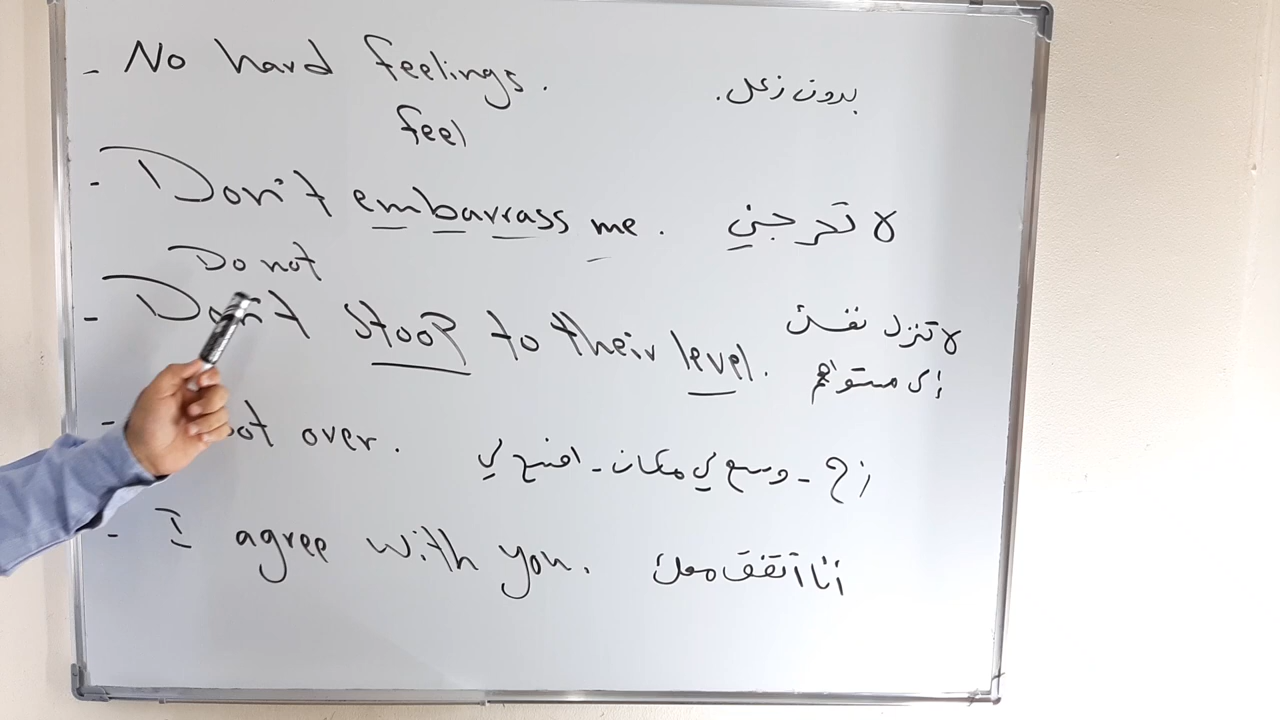 - No hard feelings. بدون زعل.
feel
- Don't embarrass me. لا تحرجني
Do not
- Don't stoop to their level. لا تنزل نفسك
إلى مستواهم
- over. زح - وسع لي مكان - افسح لي
- I agree with you. أنا أتفق معك